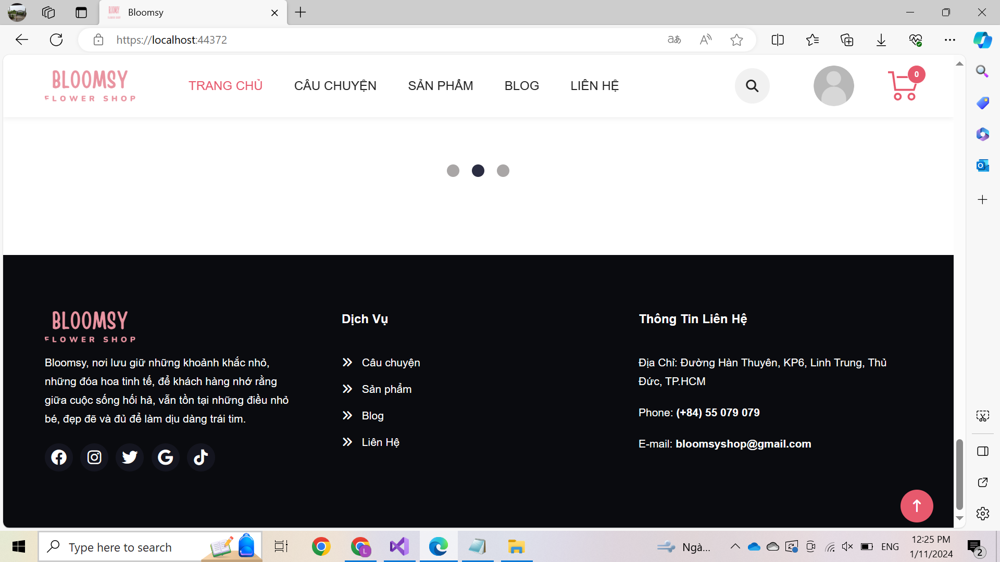 BLOOMSY
FLOWER SHOP
Bloomsy
https://localhost:44372
BLOOMSY
FLOWER SHOP
TRANG CHỦ
CÂU CHUYỆN
SẢN PHẨM
BLOG
LIÊN HỆ
0
BLOOMSY
FLOWER SHOP
Bloomsy, nơi lưu giữ những khoảnh khắc nhỏ,
những đóa hoa tinh tế, để khách hàng nhớ rằng
giữa cuộc sống hối hả, vẫn tồn tại những điều nhỏ
bé, đẹp đẽ và đủ để làm dịu dàng trái tim.
Dịch Vụ
Câu chuyện
Sản phẩm
Blog
Liên Hệ
Thông Tin Liên Hệ
Địa Chỉ: Đường Hàn Thuyên, KP6, Linh Trung, Thủ
Đức, TP.HCM
Phone: (+84) 55 079 079
E-mail: bloomsyshop@gmail.com
Type here to search
L
Ngà...
ENG
12:25 PM
1/11/2024
2